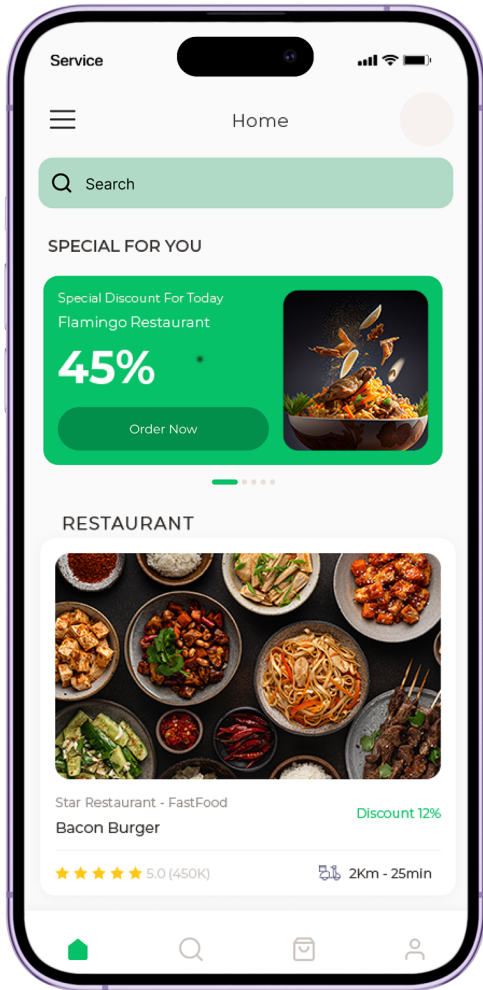 Service
Home
Search
SPECIAL FOR YOU
Special Discount For Today
Flamingo Restaurant
45%
Order Now
RESTAURANT
Star Restaurant - FastFood
Discount 12%
Bacon Burger
5.0 (450K)
2Km - 25min